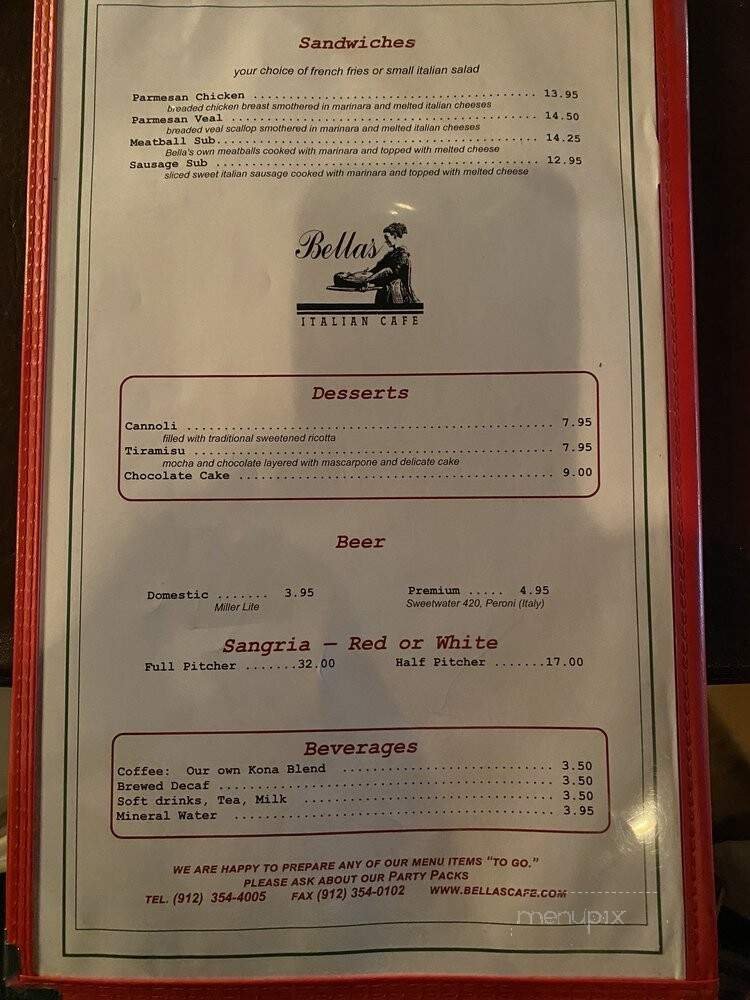 Sandwiches
your choice of french fries or small italian salad
Parmesan Chicken ..................................... 13.95
breaded chicken breast smothered in marinara and melted italian cheeses
Parmesan Veal ........................................ 14.50
breaded veal scallop smothered in marinara and melted italian cheeses
Meatball Sub.......................................... 14.25
Bella's own meatballs cooked with marinara and topped with melted cheese
Sausage Sub .......................................... 12.95
sliced sweet italian sausage cooked with marinara and topped with melted cheese
Bella's
ITALIAN CAFE
Desserts
Cannoli ................................................ 7.95
filled with traditional sweetened ricotta
Tiramisu ............................................... 7.95
mocha and chocolate layered with mascarpone and delicate cake
Chocolate Cake ......................................... 9.00
Beer
Domestic ....... 3.95 Premium ..... 4.95
Miller Lite Sweetwater 420, Peroni (Italy)
Sangria — Red or White
Full Pitcher .......32.00 Half Pitcher .......17.00
Beverages
Coffee: Our own Kona Blend ........................... 3.50
Brewed Decaf ........................................... 3.50
Soft drinks, Tea, Milk ................................ 3.50
Mineral Water ......................................... 3.95
WE ARE HAPPY TO PREPARE ANY OF OUR MENU ITEMS "TO GO."
PLEASE ASK ABOUT OUR PARTY PACKS
TEL. (912) 354-4005 FAX (912) 354-0102 WWW.BELLASCAFE.COM
menupix